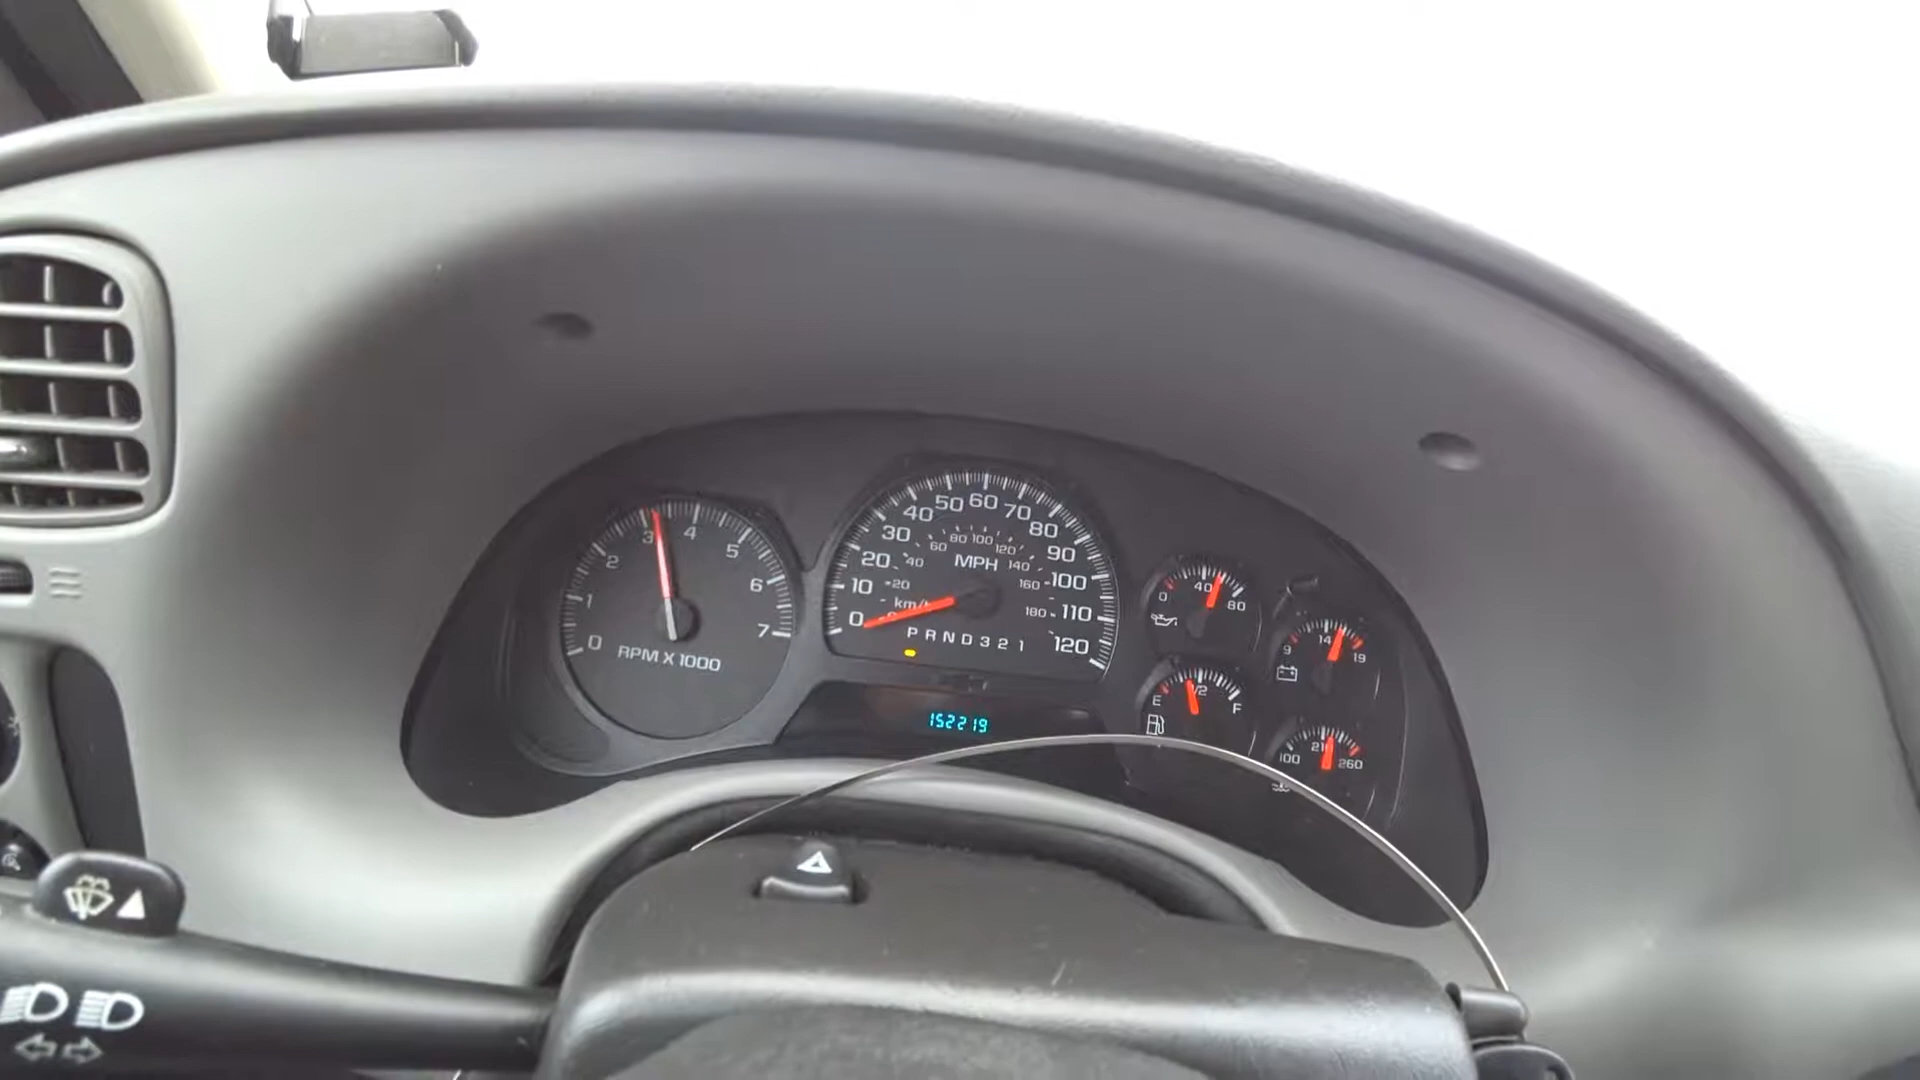 0 1 2 3 4 5 6 7
RPM X 1000
0 10 20 30 40 50 60 70 80 90 100 110 120
20 40 60 80 100 120 140 160 180
MPH
km/h
P R N D 3 2 1
152219
0 40 80
9 14 19
E 1/2 F
100 210 260